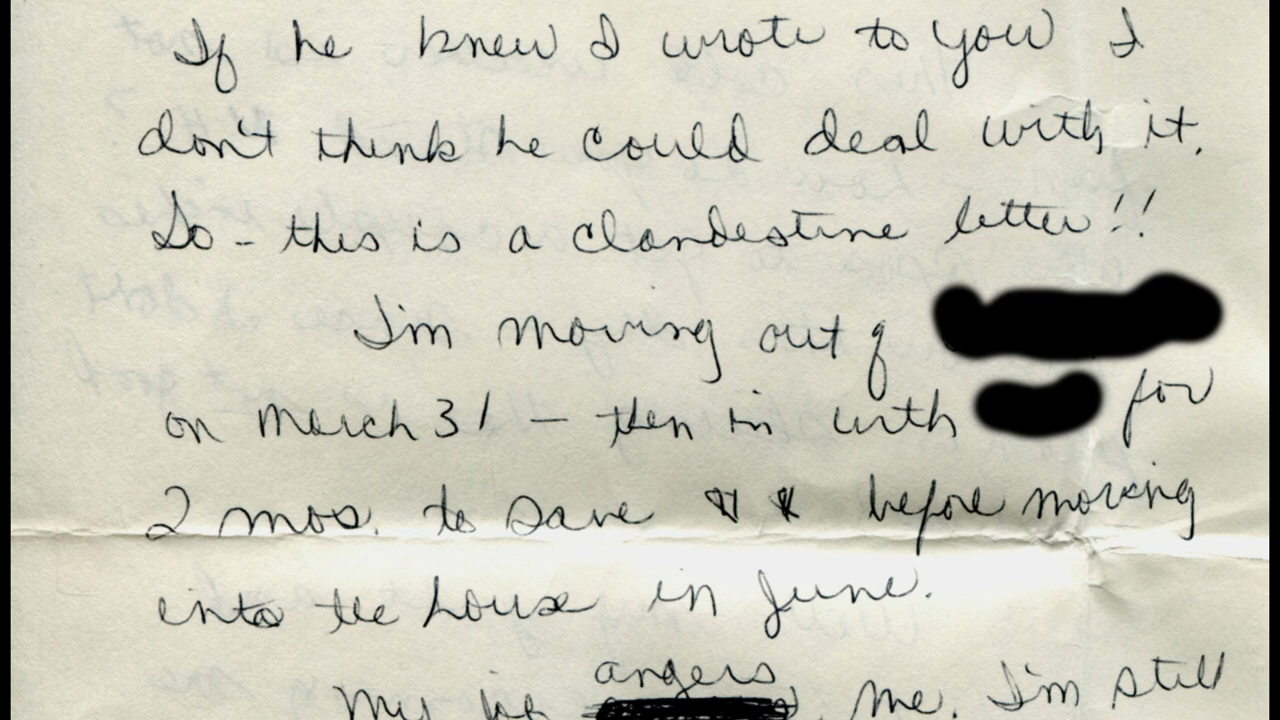 If he knew I wrote to you I
don't think he could deal with it.
So - this is a clandestine letter!!
I'm moving out of
on March 31 - then in with for
2 mos. to save $ $ before moving
into the house in June.
angers
My job me. I'm still